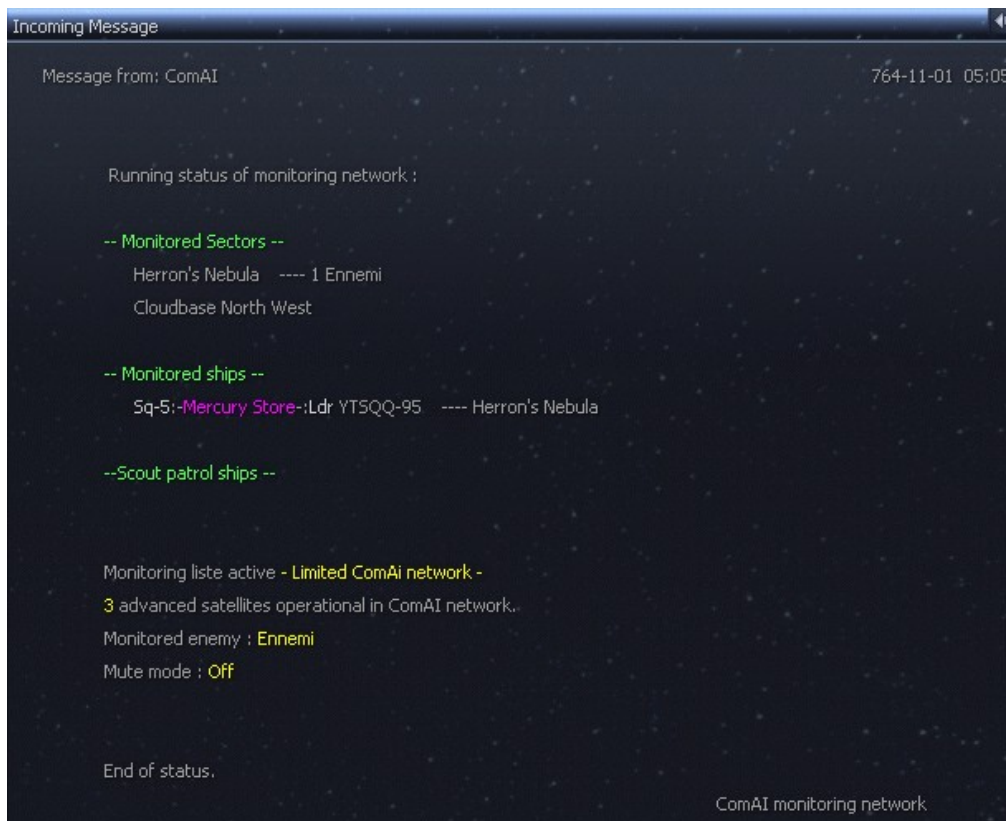 Incoming Message
Message from: ComAI 764-11-01 05:05
Running status of monitoring network :
-- Monitored Sectors --
Herron's Nebula ---- 1 Ennemi
Cloudbase North West
-- Monitored ships --
Sq-5:-Mercury Store-:Ldr YTSQQ-95 ---- Herron's Nebula
--Scout patrol ships --
Monitoring liste active - Limited ComAi network -
3 advanced satellites operational in ComAI network.
Monitored enemy : Ennemi
Mute mode : Off
End of status.
ComAI monitoring network